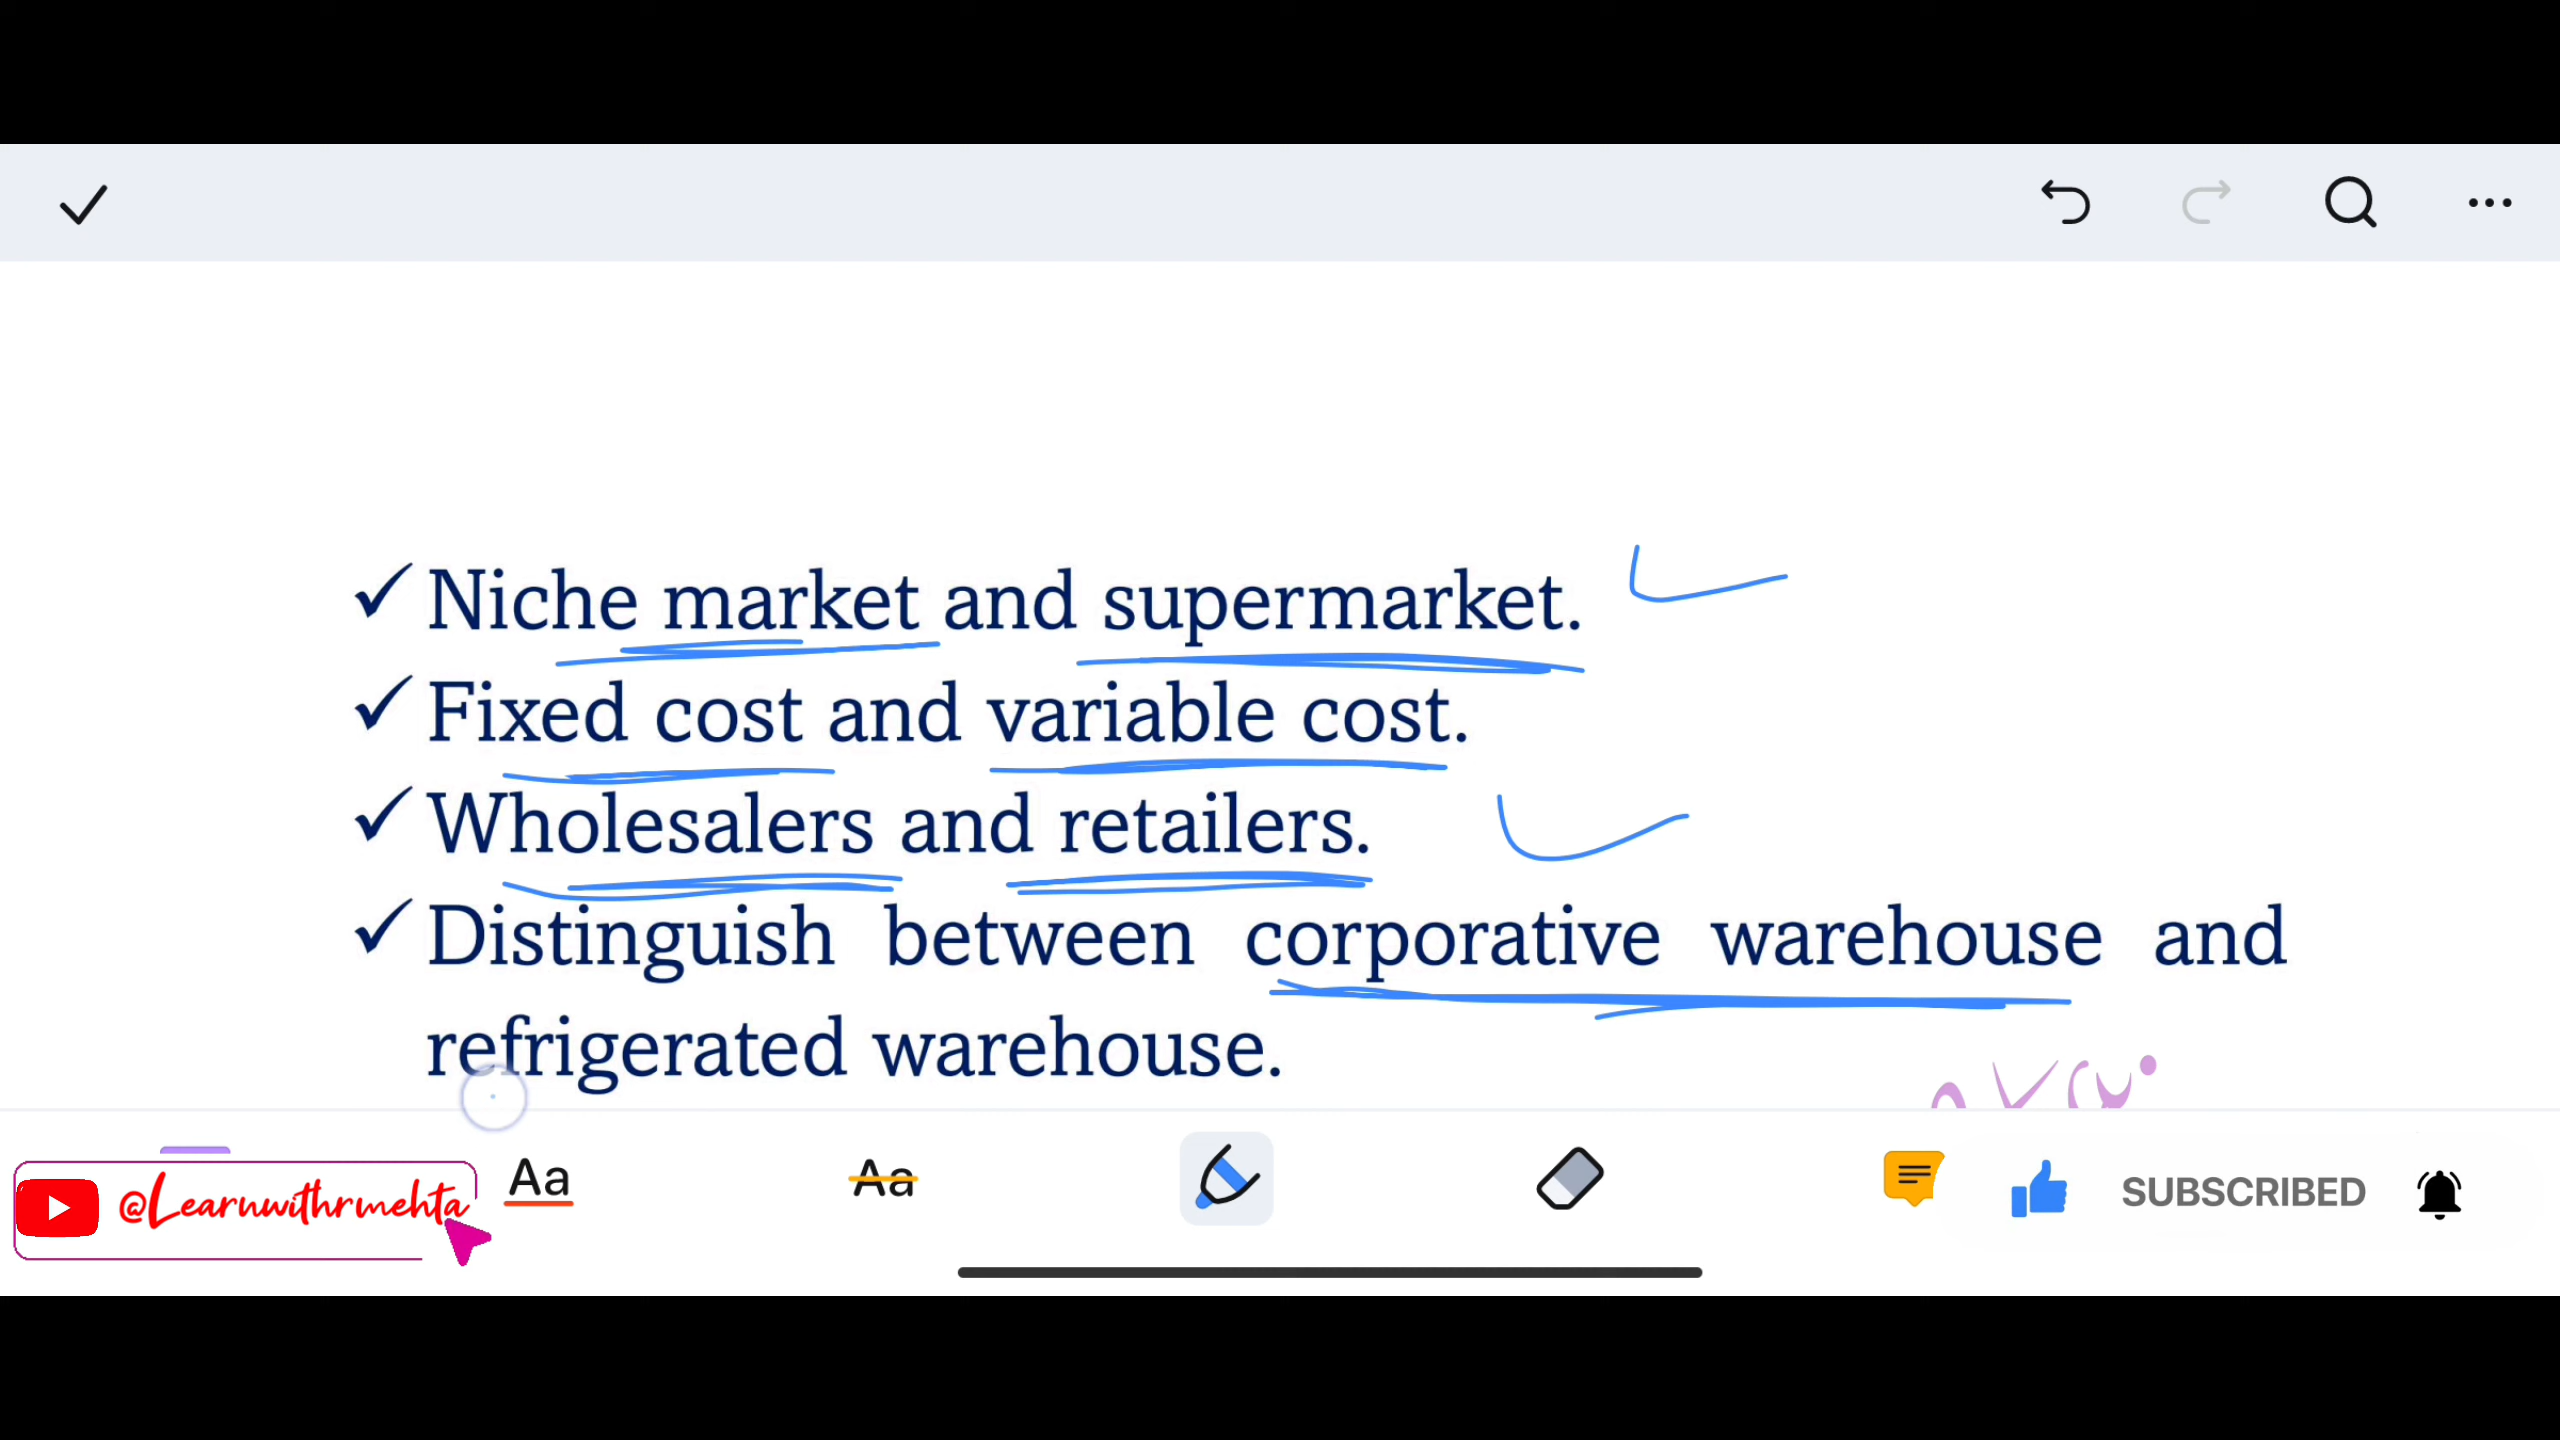 ✓ Niche market and supermarket.
✓ Fixed cost and variable cost.
✓ Wholesalers and retailers.
✓ Distinguish between corporative warehouse and
refrigerated warehouse.
@Learnwithrmehta
Aa
Aa
SUBSCRIBED